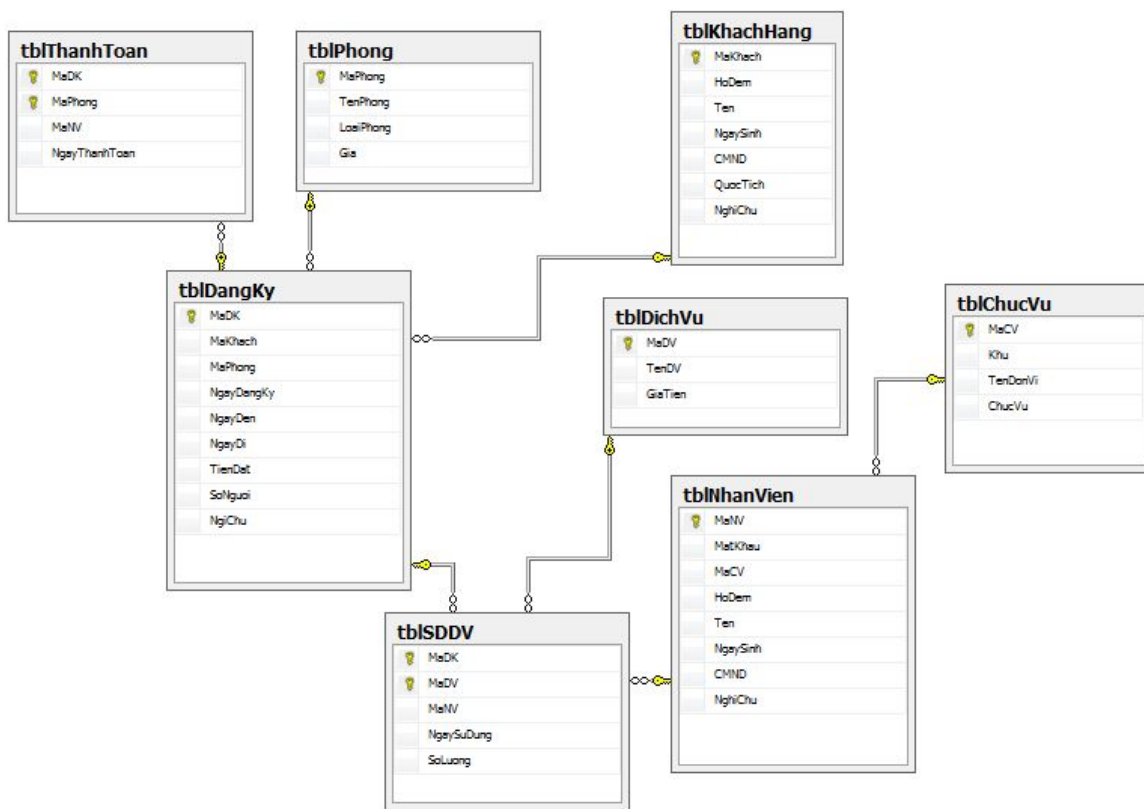 tblThanhToan
MaDK
MaPhong
MaNV
NgayThanhToan
tblPhong
MaPhong
TenPhong
LoaiPhong
Gia
tblKhachHang
MaKhach
HoDem
Ten
NgaySinh
CMND
QuocTich
NghiChu
tblDangKy
MaDK
MaKhach
MaPhong
NgayDangKy
NgayDen
NgayDi
TienDat
SoNguoi
NgiChu
tblDichVu
MaDV
TenDV
GiaTien
tblChucVu
MaCV
Khu
TenDonVi
ChucVu
tblNhanVien
MaNV
MatKhau
MaCV
HoDem
Ten
NgaySinh
CMND
NghiChu
tblSDDV
MaDK
MaDV
MaNV
NgaySuDung
SoLuong